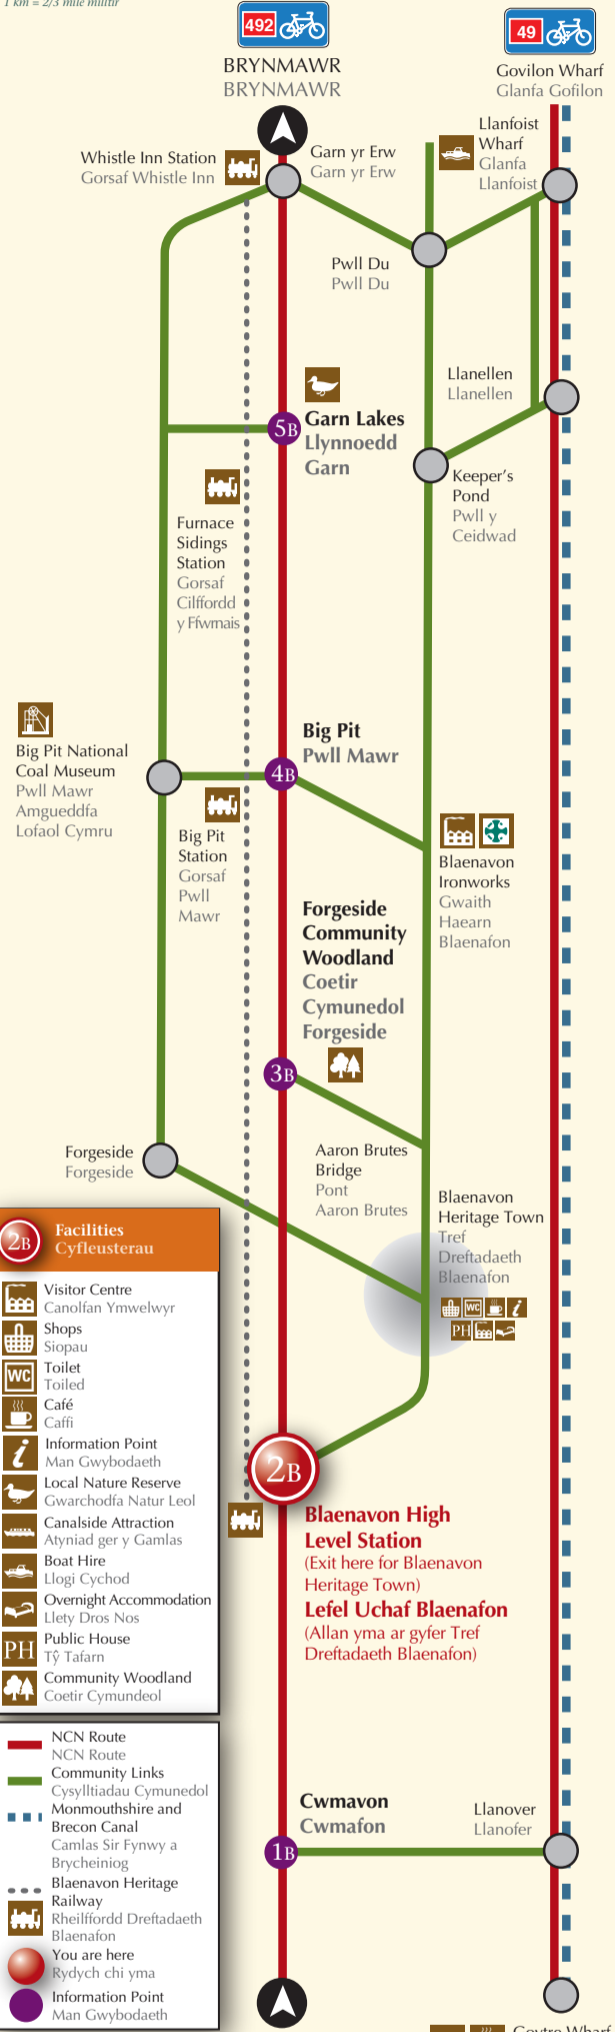 1 km = 2/3 mile milltir
492
49
BRYNMAWR
BRYNMAWR
Govilon Wharf
Glanfa Gofilon
Whistle Inn Station
Gorsaf Whistle Inn
Garn yr Erw
Garn yr Erw
Llanfoist
Wharf
Glanfa
Llanfoist
Pwll Du
Pwll Du
Llanellen
Llanellen
5B
Garn Lakes
Llynnoedd
Garn
Keeper's
Pond
Pwll y
Ceidwad
Furnace
Sidings
Station
Gorsaf
Cilffordd
y Ffwrnais
Big Pit National
Coal Museum
Pwll Mawr
Amgueddfa
Lofaol Cymru
Big Pit
Pwll Mawr
4B
Big Pit
Station
Gorsaf
Pwll
Mawr
Blaenavon
Ironworks
Gwaith
Haearn
Blaenafon
Forgeside
Community
Woodland
Coetir
Cymunedol
Forgeside
3B
Forgeside
Forgeside
Aaron Brutes
Bridge
Pont
Aaron Brutes
Blaenavon
Heritage Town
Tref
Dreftadaeth
Blaenafon
WC
i
PH
2B
Blaenavon High
Level Station
(Exit here for Blaenavon
Heritage Town)
Lefel Uchaf Blaenafon
(Allan yma ar gyfer Tref
Dreftadaeth Blaenafon)
Cwmavon
Cwmafon
1B
Llanover
Llanofer
2B
Facilities
Cyfleusterau
Visitor Centre
Canolfan Ymwelwyr
Shops
Siopau
WC
Toilet
Toiled
Café
Caffi
i
Information Point
Man Gwybodaeth
Local Nature Reserve
Gwarchodfa Natur Leol
Canalside Attraction
Atyniad ger y Gamlas
Boat Hire
Llogi Cychod
Overnight Accommodation
Llety Dros Nos
PH
Public House
Tŷ Tafarn
Community Woodland
Coetir Cymundeol
NCN Route
NCN Route
Community Links
Cysylltiadau Cymunedol
Monmouthshire and
Brecon Canal
Camlas Sir Fynwy a
Brycheiniog
Blaenavon Heritage
Railway
Rheilffordd Dreftadaeth
Blaenafon
You are here
Rydych chi yma
Information Point
Man Gwybodaeth